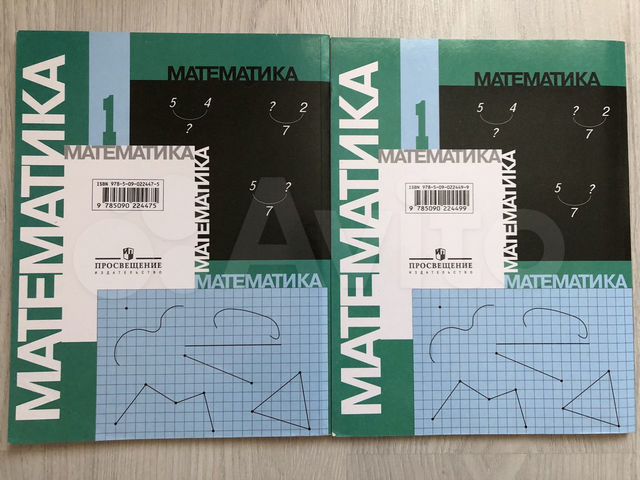 МАТЕМАТИКА
1
МАТЕМАТИКА
5 4
?
? 2
7
МАТЕМАТИКА
ISBN 978-5-09-022447-5
9 785090 224475
5 ?
7
МАТЕМАТИКА
ПРОСВЕЩЕНИЕ
ИЗДАТЕЛЬСТВО
МАТЕМАТИКА
МАТЕМАТИКА
1
МАТЕМАТИКА
5 4
?
? 2
7
МАТЕМАТИКА
ISBN 978-5-09-022449-9
9 785090 224499
5 ?
7
МАТЕМАТИКА
ПРОСВЕЩЕНИЕ
ИЗДАТЕЛЬСТВО
МАТЕМАТИКА
Avito